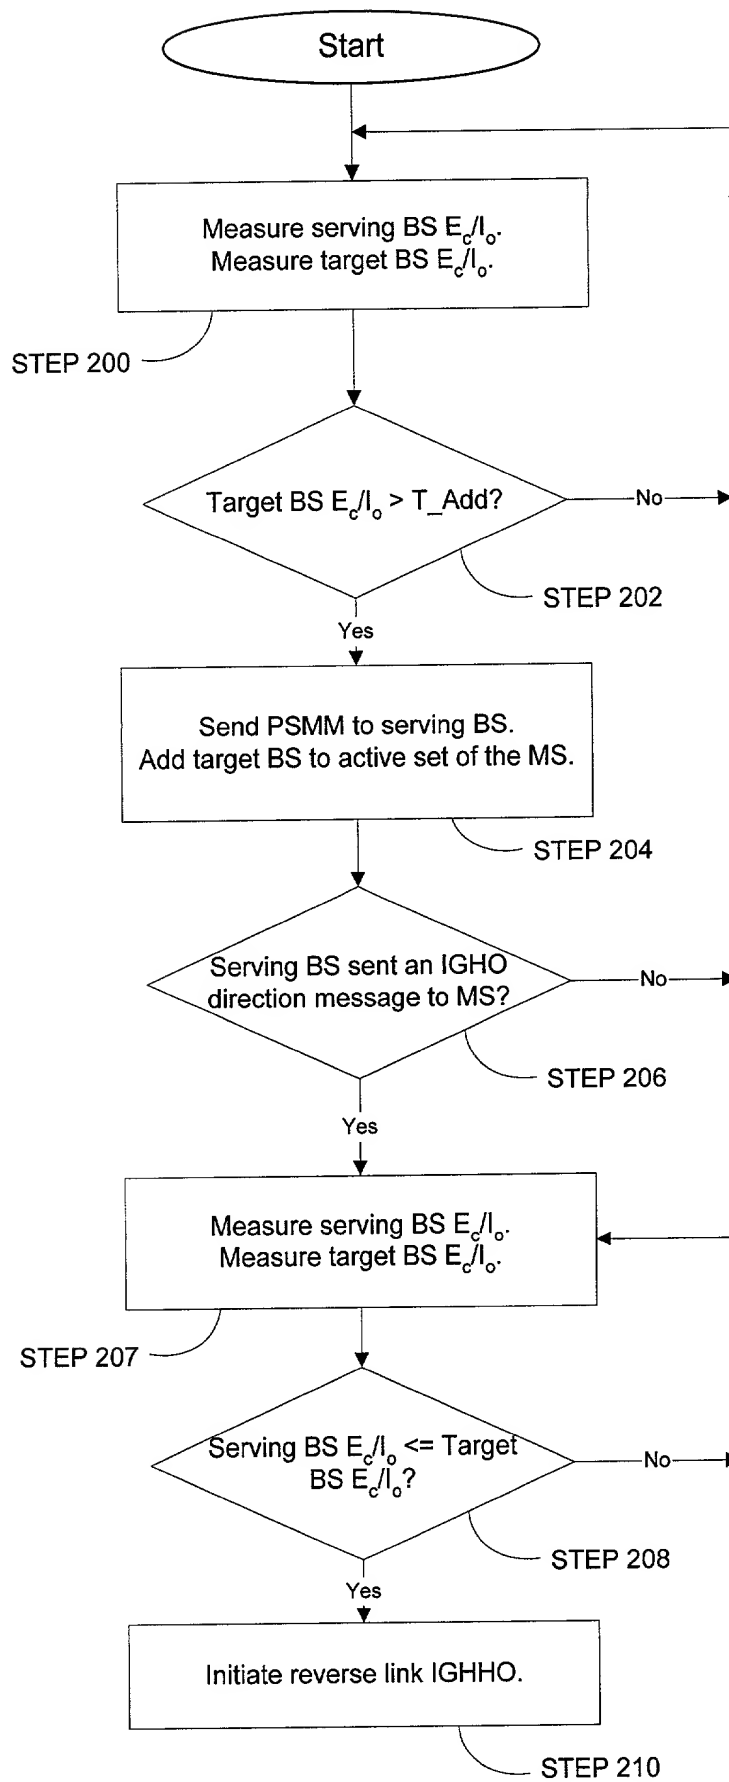 Start
Measure serving BS Ec/Io.
Measure target BS Ec/Io.
STEP 200
Target BS Ec/Io > T_Add?
No
STEP 202
Yes
Send PSMM to serving BS.
Add target BS to active set of the MS.
STEP 204
Serving BS sent an IGHO
direction message to MS?
No
STEP 206
Yes
Measure serving BS Ec/Io.
Measure target BS Ec/Io.
STEP 207
Serving BS Ec/Io <= Target
BS Ec/Io?
No
STEP 208
Yes
Initiate reverse link IGHHO.
STEP 210